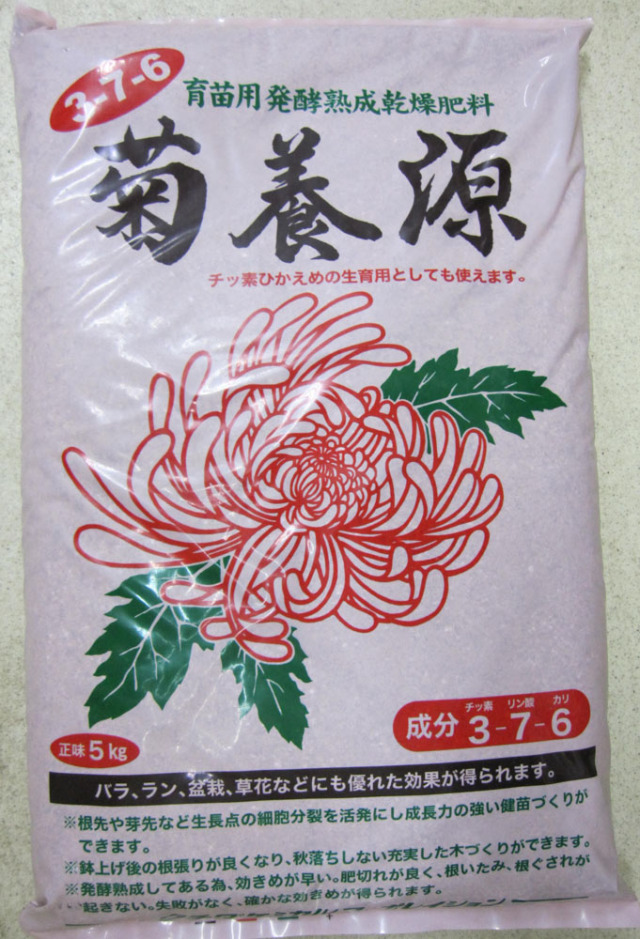 3-7-6
育苗用発酵熟成乾燥肥料
菊養源
チッ素ひかえめの生育用としても使えます。
チッ素 リン酸 カリ
成分 3-7-6
正味5kg
バラ、ラン、盆栽、草花などにも優れた効果が得られます。
※根先や芽先など生長点の細胞分裂を活発にし成長力の強い健苗づくりが
できます。
※鉢上げ後の根張りが良くなり、秋落ちしない充実した木づくりができます。
※発酵熟成してある為、効きめが早い。肥切れが良く、根いたみ、根ぐされが
起きない。失敗がなく、確かな効きめが得られます。